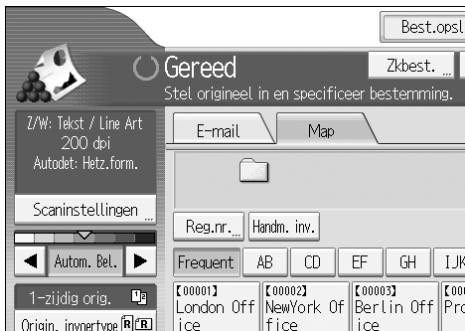 Best.opsl
Gereed
Zkbest.
Stel origineel in en specificeer bestemming.
Z/W: Tekst / Line Art
200 dpi
Autodet: Hetz.form.
E-mail
Map
Scaninstellingen
Reg.nr.
Handm. inv.
Autom. Bel.
Frequent
AB
CD
EF
GH
IJK
1-zijdig orig.
[00001]
[00002]
[00003]
[00
London Off
NewYork Of
Berlin Off
Pro
ice
fice
ice
Origin. invoertype